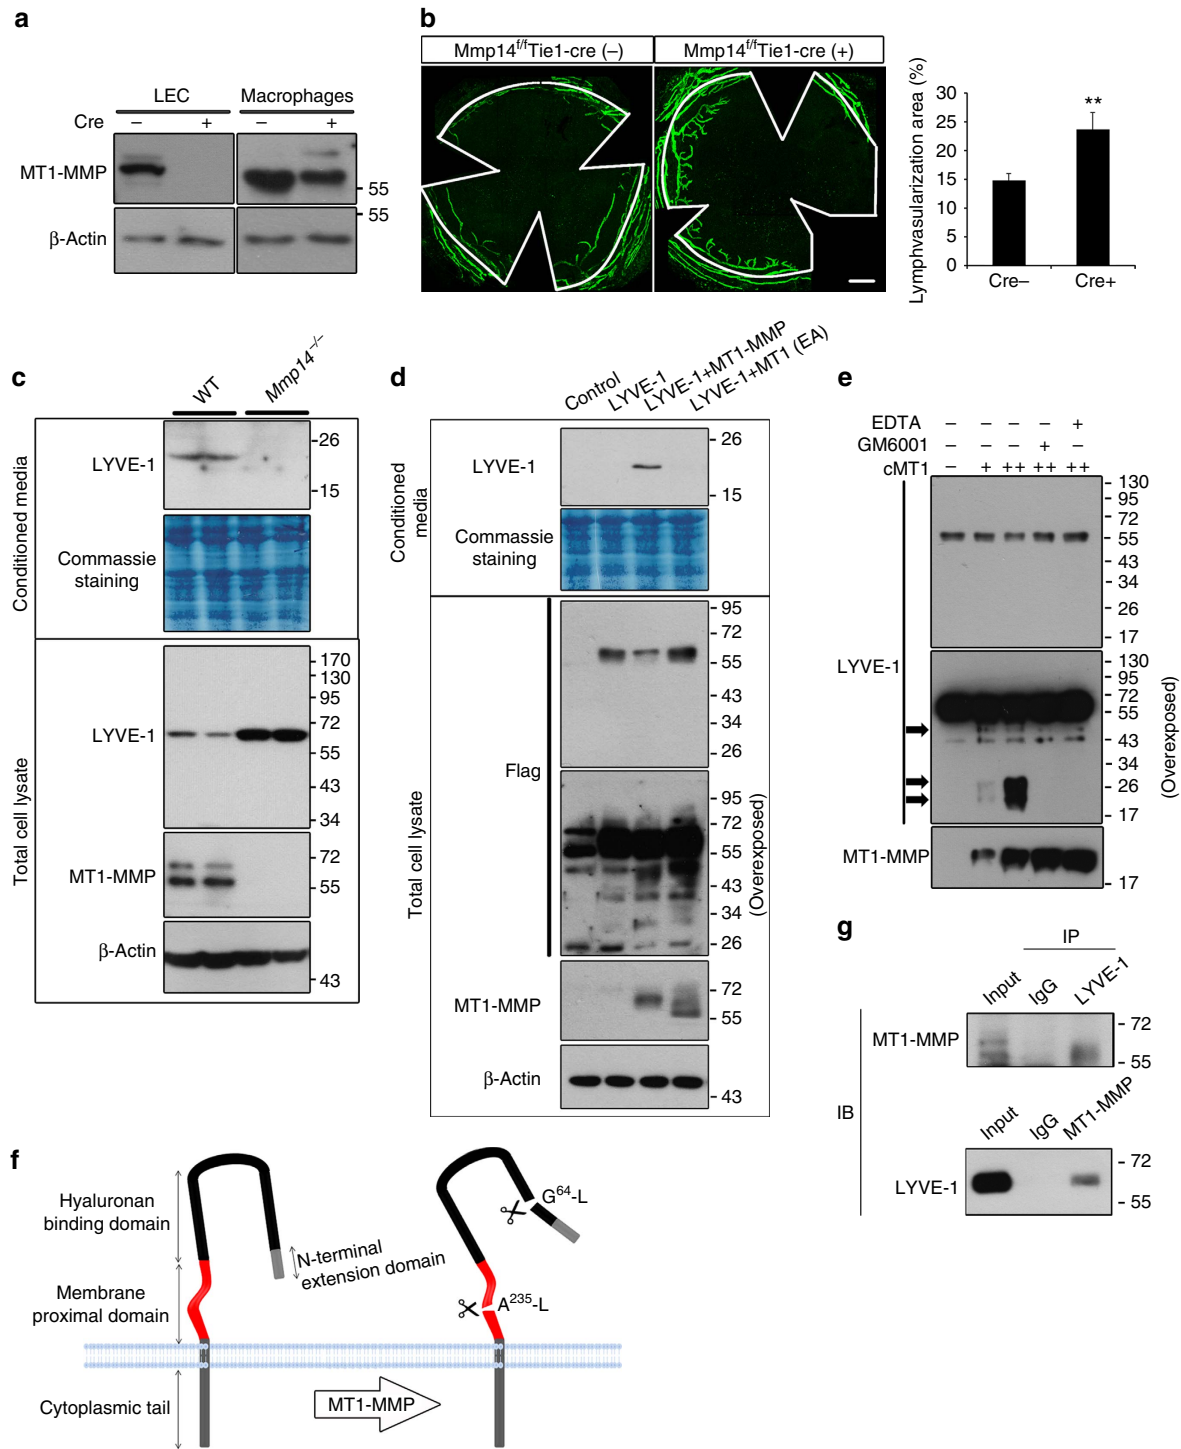 a
LEC Macrophages
Cre − + − +
MT1-MMP
55
55
β-Actin
b
Mmp14f/fTie1-cre (−)
Mmp14f/fTie1-cre (+)
Lymphvasularization area (%)
30
25
20
15
10
5
0
**
Cre−
Cre+
c
WT
Mmp14−/−
Conditioned media
LYVE-1
26
15
Commassie
staining
Total cell lysate
LYVE-1
170
130
95
72
55
43
34
MT1-MMP
72
55
β-Actin
43
d
Control
LYVE-1
LYVE-1+MT1-MMP
LYVE-1+MT1 (EA)
Conditioned
media
LYVE-1
26
15
Commassie
staining
Total cell lysate
Flag
95
72
55
43
34
26
95
72
55
43
34
26
(Overexposed)
MT1-MMP
72
55
β-Actin
43
e
EDTA − − − − +
GM6001 − − − + −
cMT1 − + ++ ++ ++
LYVE-1
130
95
72
55
43
34
26
17
130
95
72
55
43
34
26
17
(Overexposed)
MT1-MMP
17
f
Hyaluronan
binding domain
N-terminal
extension domain
Membrane
proximal domain
Cytoplasmic tail
MT1-MMP
G64-L
A235-L
g
IP
Input
IgG
LYVE-1
IB
MT1-MMP
72
55
Input
IgG
MT1-MMP
LYVE-1
72
55